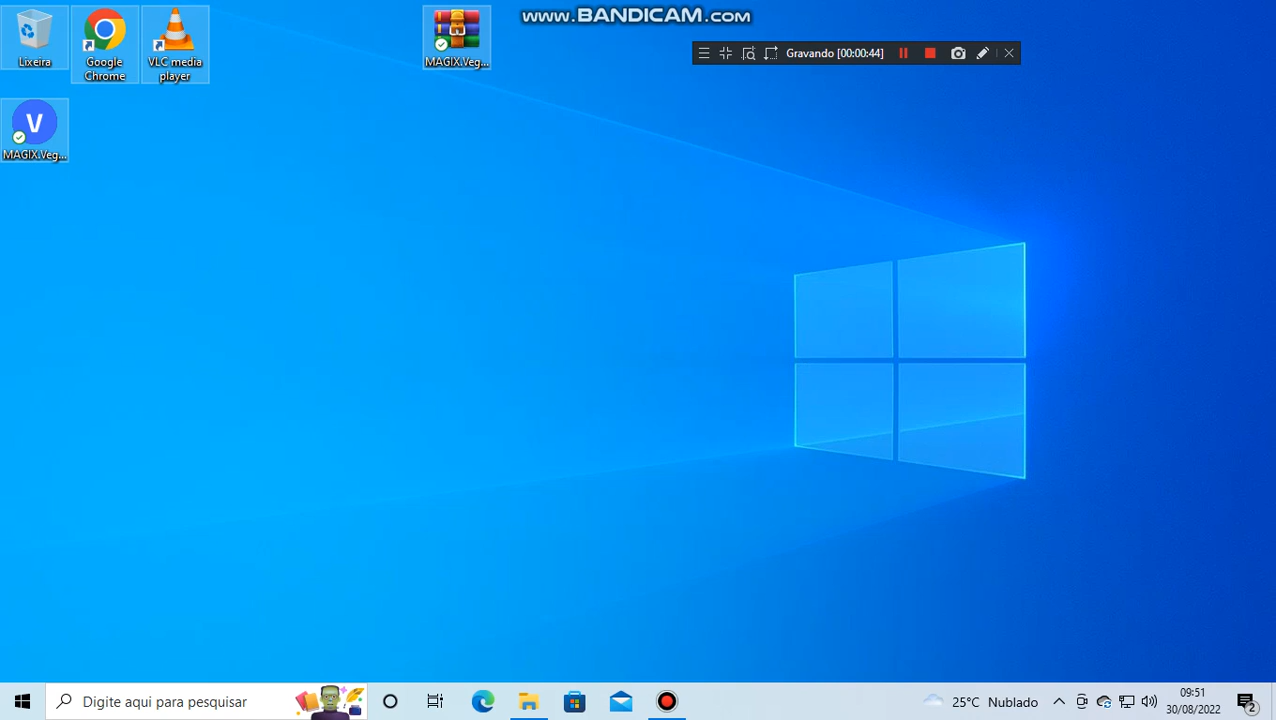 www.BANDICAM.com
Lixeira
Google
Chrome
VLC media
player
MAGIX.Veg...
Gravando [00:00:44]
V
MAGIX.Veg...
Digite aqui para pesquisar
25°C Nublado
09:51
30/08/2022
2